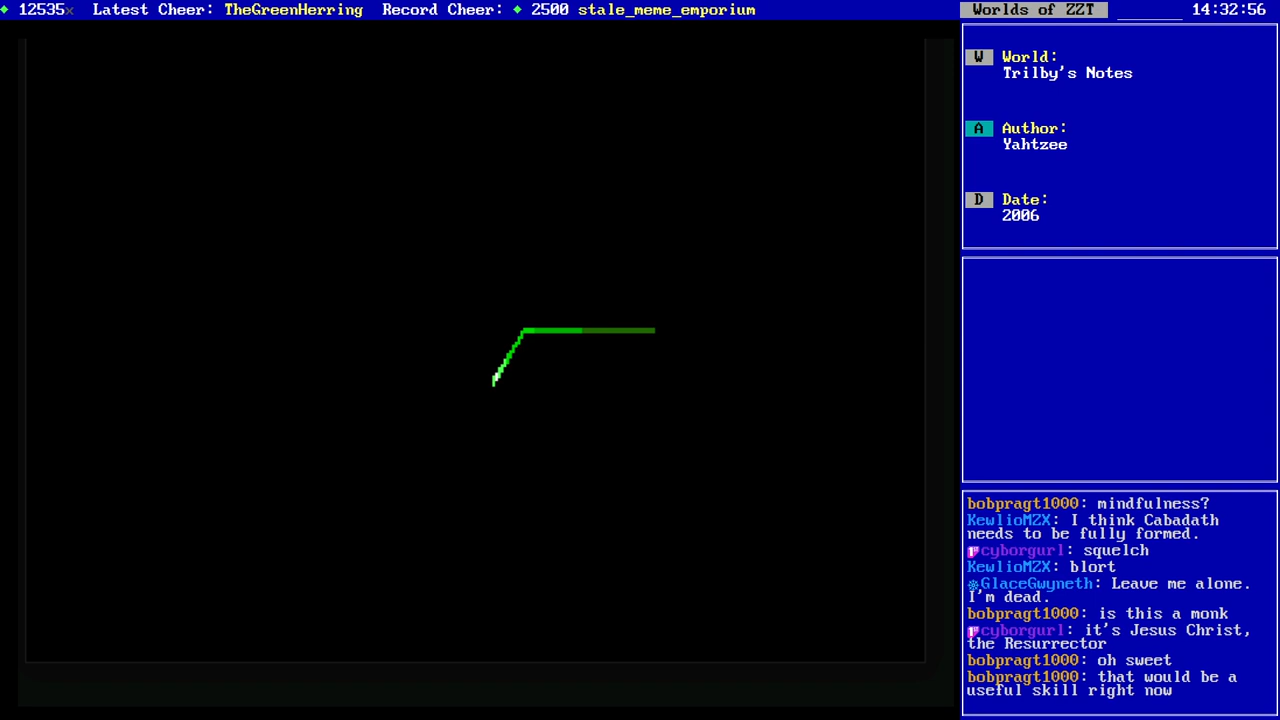 12535x Latest Cheer: TheGreenHerring Record Cheer: 2500 stale_meme_emporium
Worlds of ZZT 14:32:56
W World:
Trilby's Notes
A Author:
Yahtzee
D Date:
2006
bobpragt1000: mindfulness?
KewlioMZX: I think Cabadath
needs to be fully formed.
cyborgurl: squelch
KewlioMZX: blort
GlaceGwyneth: Leave me alone.
I'm dead.
bobpragt1000: is this a monk
cyborgurl: it's Jesus Christ,
the Resurrector
bobpragt1000: oh sweet
bobpragt1000: that would be a
useful skill right now